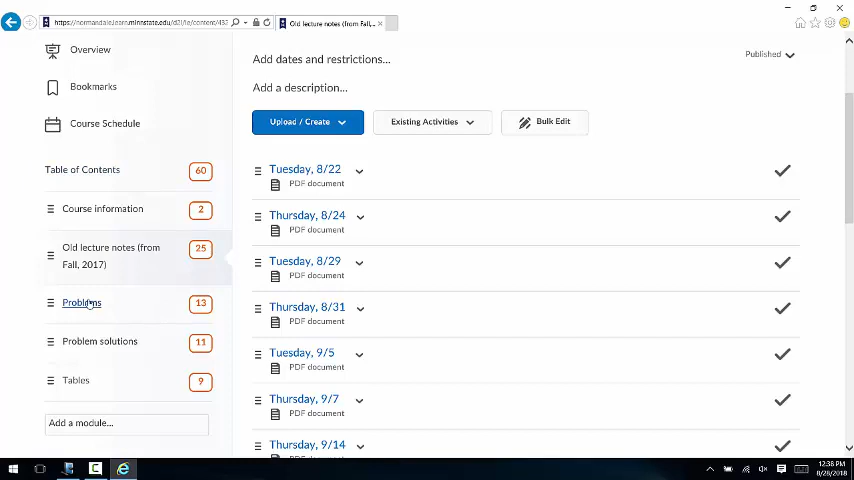 https://normandale.learn.minnstate.edu/d2l/le/content/432
Old lecture notes (from Fall,...
Overview
Bookmarks
Course Schedule
Table of Contents 60
Course information 2
Old lecture notes (from 25
Fall, 2017)
Problems 13
Problem solutions 11
Tables 9
Add a module...
Add dates and restrictions...
Published
Add a description...
Upload / Create
Existing Activities
Bulk Edit
Tuesday, 8/22
PDF document
Thursday, 8/24
PDF document
Tuesday, 8/29
PDF document
Thursday, 8/31
PDF document
Tuesday, 9/5
PDF document
Thursday, 9/7
PDF document
Thursday, 9/14
12:38 PM
8/28/2018